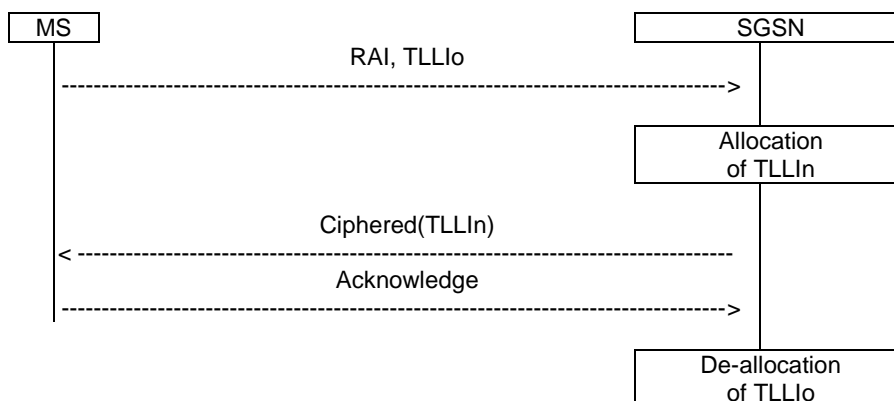 MS
SGSN
RAI, TLLIo
Allocation
of TLLIn
Ciphered(TLLIn)
Acknowledge
De-allocation
of TLLIo